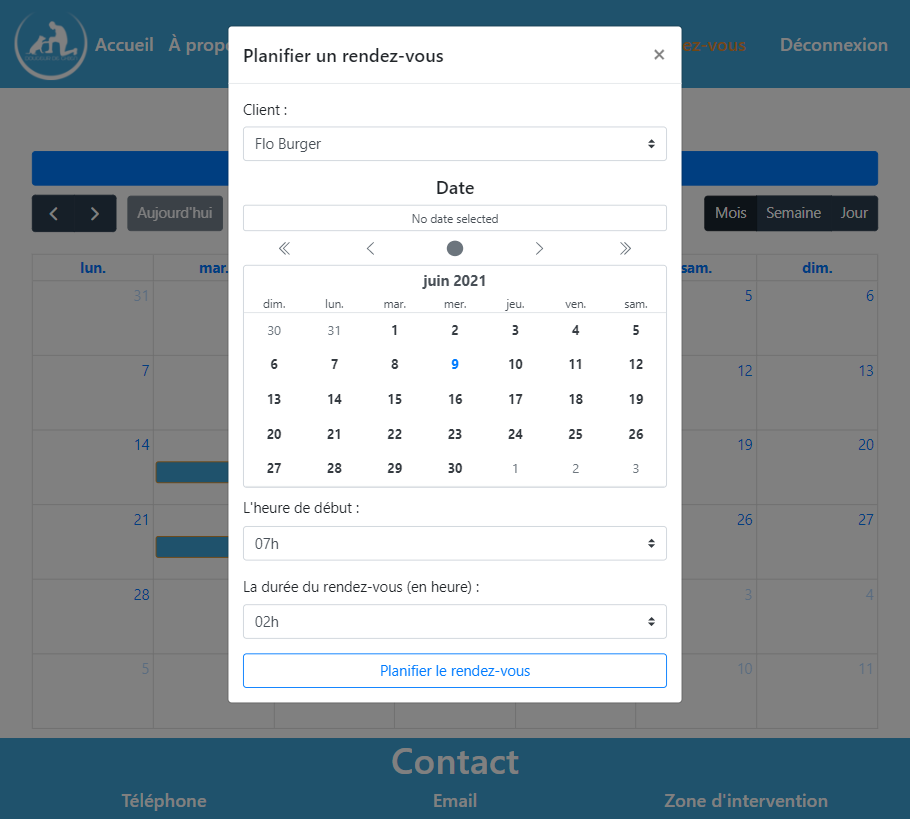 Accueil À prop ez-vous Déconnexion
Planifier un rendez-vous ×
Client :
Flo Burger
Date
No date selected
Aujourd'hui Mois Semaine Jour
juin 2021
lun. mar. sam. dim.
dim. lun. mar. mer. jeu. ven. sam.
31 5 6
30 31 1 2 3 4 5
6 7 8 9 10 11 12
7 12 13
13 14 15 16 17 18 19
20 21 22 23 24 25 26
14 19 20
27 28 29 30 1 2 3
L'heure de début :
21 26 27
07h
La durée du rendez-vous (en heure) :
28 3 4
02h
Planifier le rendez-vous
5 10 11
Contact
Téléphone Email Zone d'intervention